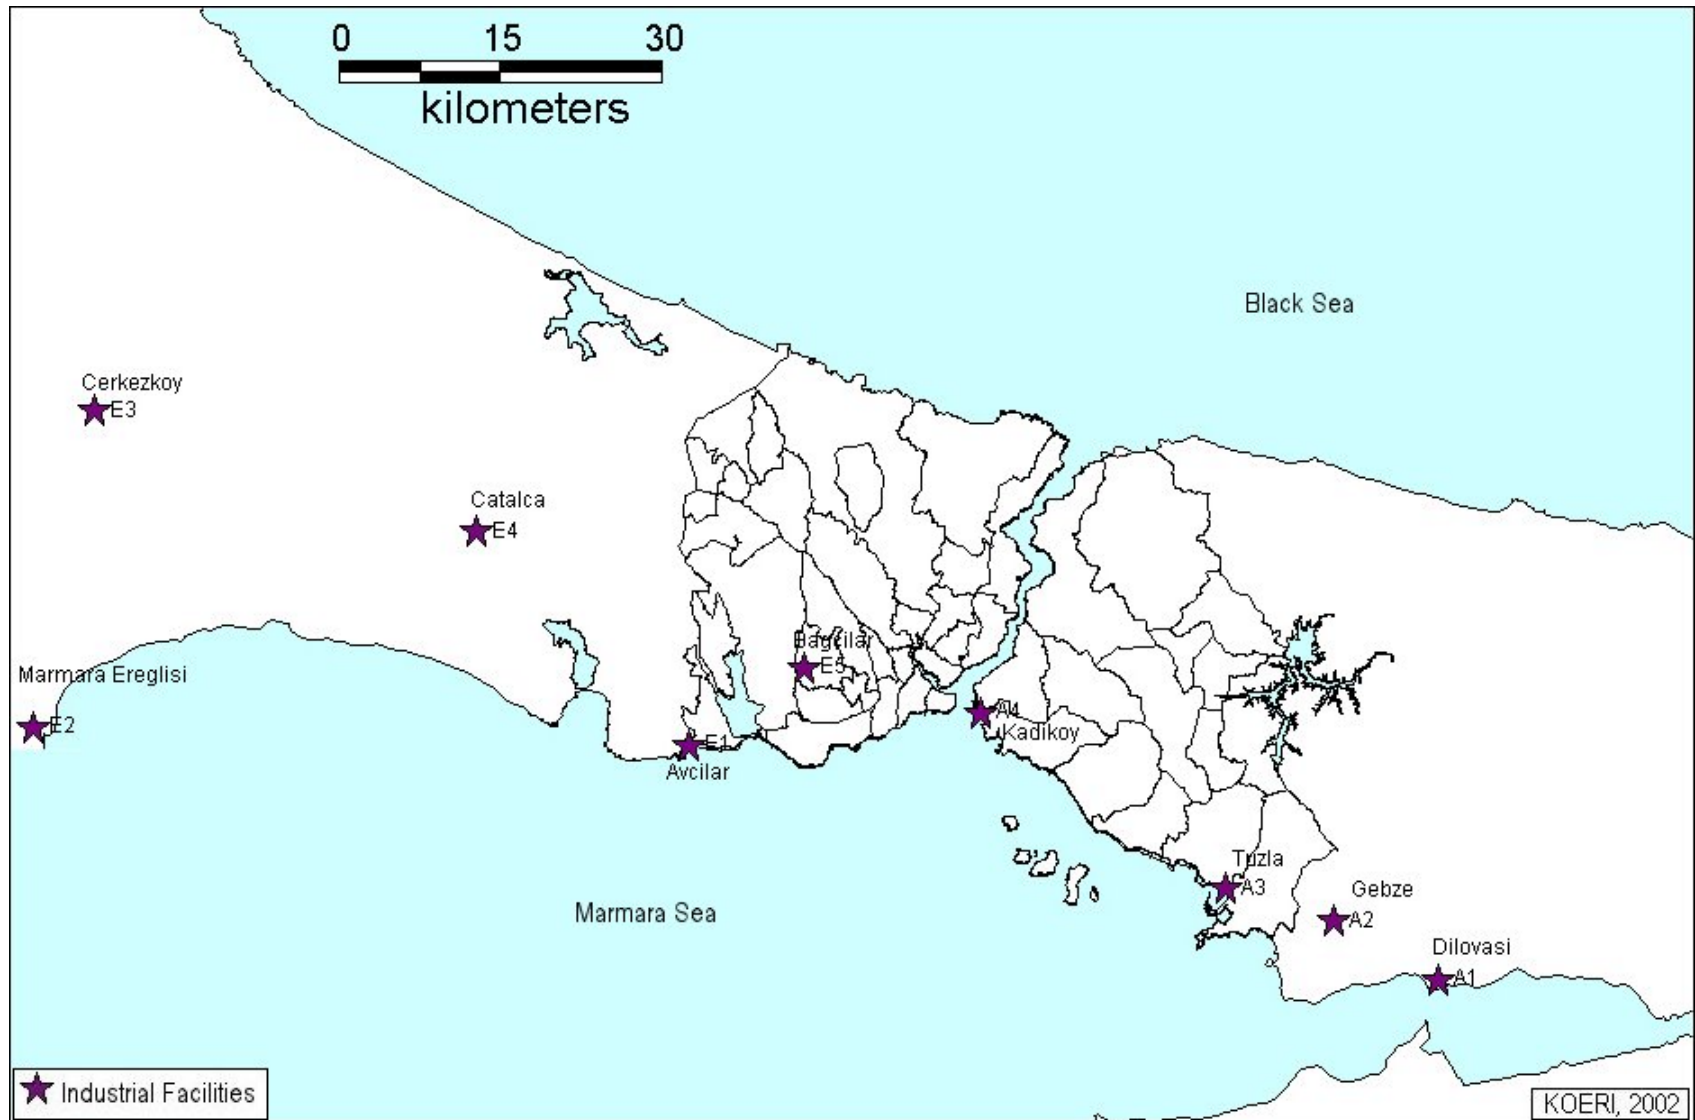 0 15 30
kilometers
Black Sea
Cerkezkoy
E3
Catalca
E4
Bagcilar
E5
Marmara Ereglisi
E2
A4
Kadikoy
E1
Avcilar
Tuzla
A3
Gebze
A2
Marmara Sea
Dilovasi
A1
Industrial Facilities
KOERI, 2002